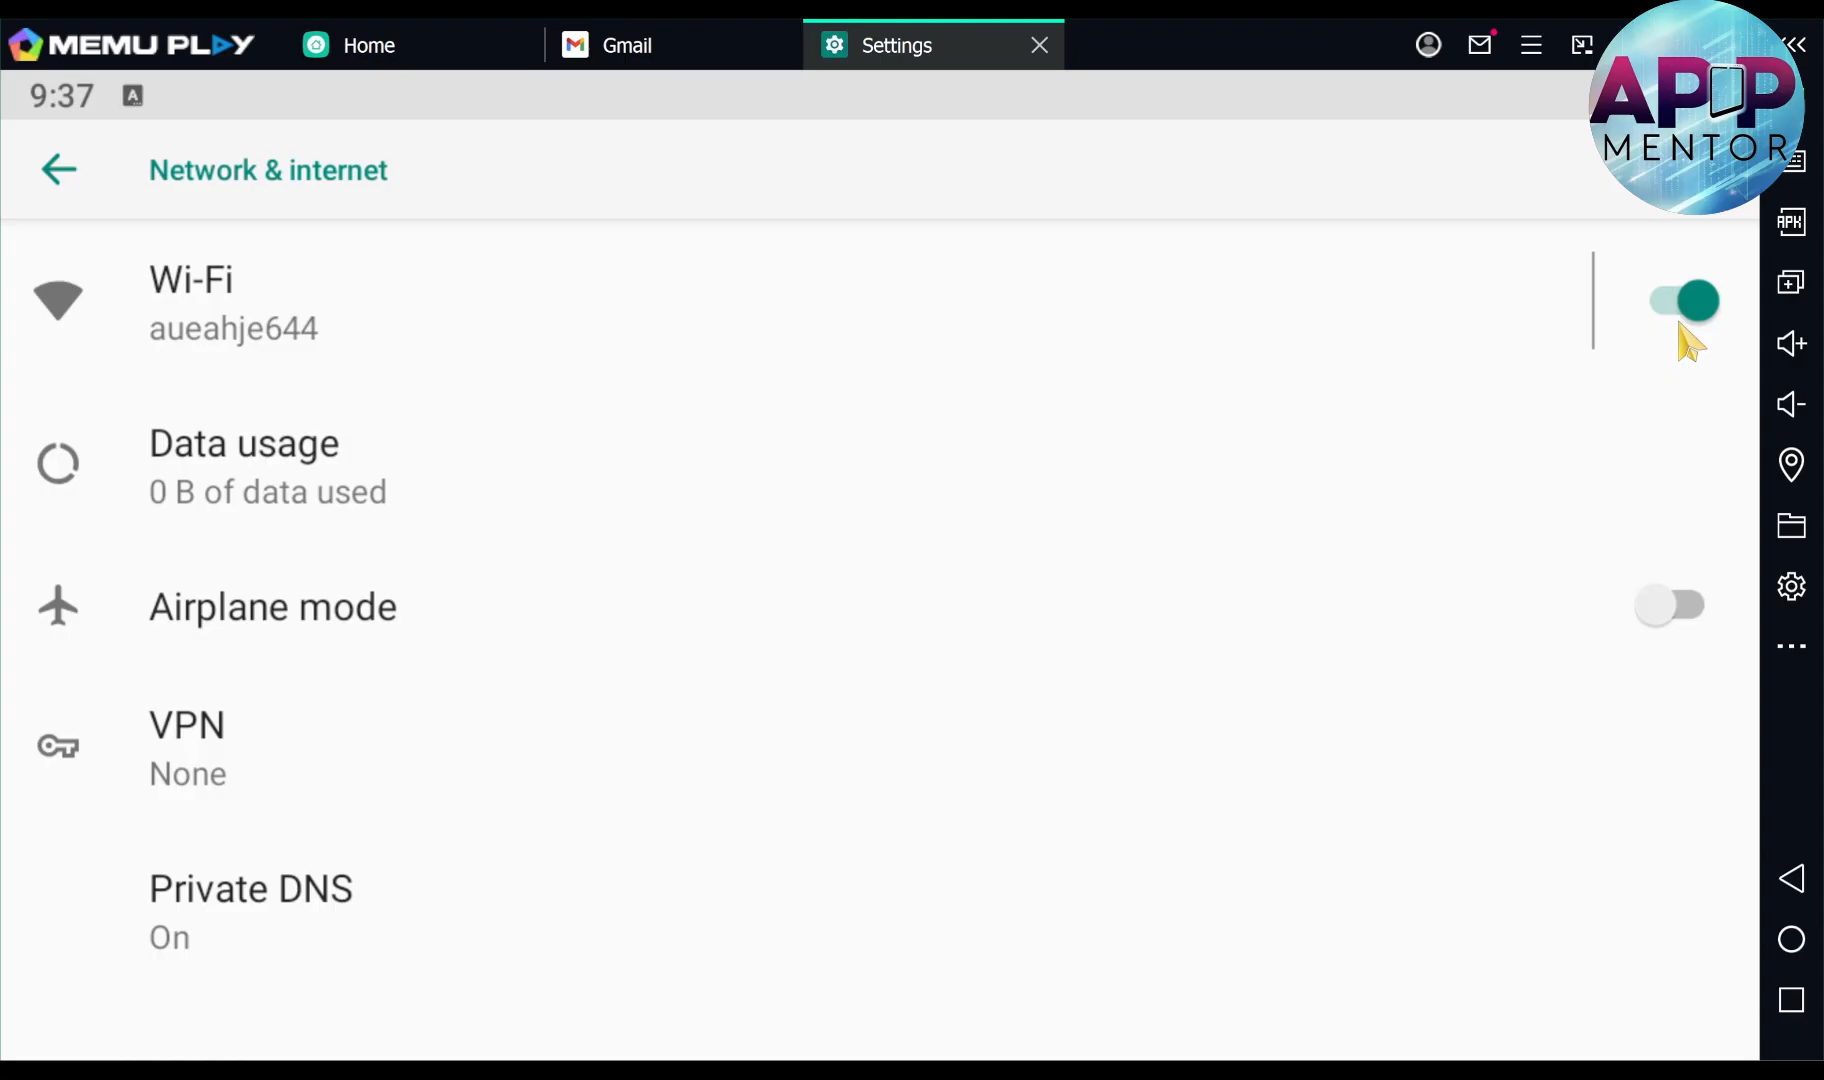 MEMU PLAY
Home
Gmail
Settings
9:37
A
APP
MENTOR
Network & internet
APK
Wi-Fi
aueahje644
Data usage
0 B of data used
Airplane mode
VPN
None
Private DNS
On